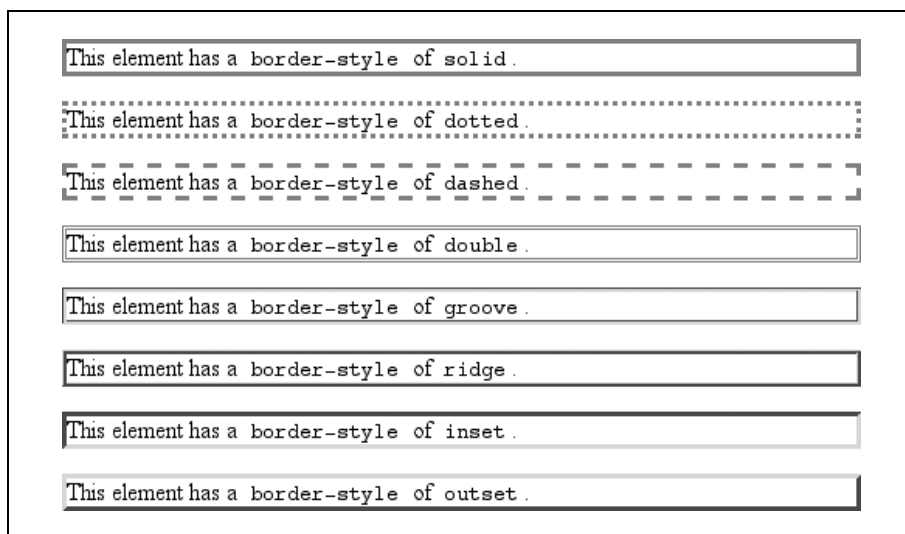 This element has a border-style of solid.
This element has a border-style of dotted.
This element has a border-style of dashed.
This element has a border-style of double.
This element has a border-style of groove.
This element has a border-style of ridge.
This element has a border-style of inset.
This element has a border-style of outset.